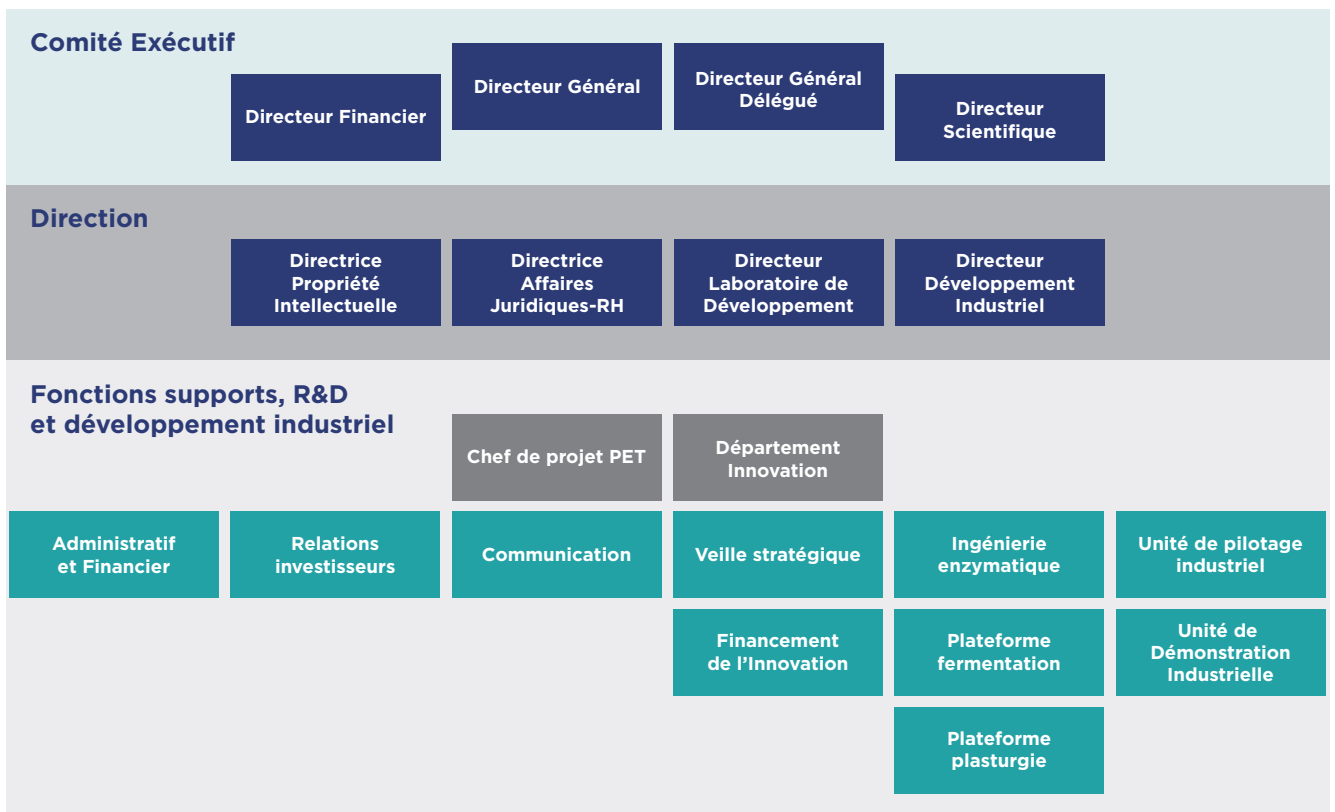 Comité Exécutif
Directeur Financier
Directeur Général
Directeur Général
Délégué
Directeur
Scientifique
Direction
Directrice
Propriété
Intellectuelle
Directrice
Affaires
Juridiques-RH
Directeur
Laboratoire de
Développement
Directeur
Développement
Industriel
Fonctions supports, R&D
et développement industriel
Chef de projet PET
Département
Innovation
Administratif
et Financier
Relations
investisseurs
Communication
Veille stratégique
Ingénierie
enzymatique
Unité de pilotage
industriel
Financement
de l’Innovation
Plateforme
fermentation
Unité de
Démonstration
Industrielle
Plateforme
plasturgie